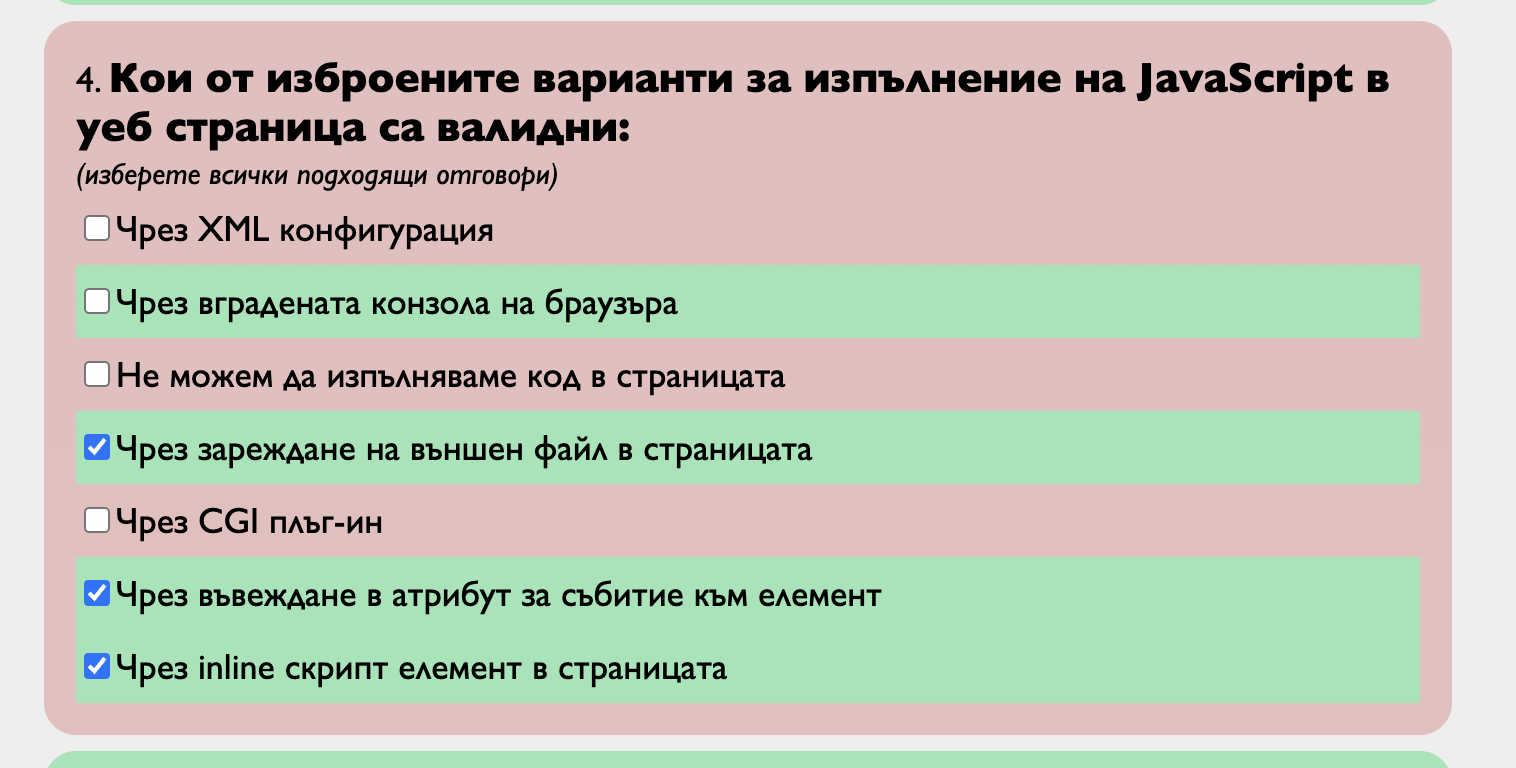 4. Кои от изброените варианти за изпълнение на JavaScript в
уеб страница са валидни:
(изберете всички подходящи отговори)
Чрез XML конфигурация
Чрез вградената конзола на браузъра
Не можем да изпълняваме код в страницата
Чрез зареждане на външен файл в страницата
Чрез CGI плъг-ин
Чрез въвеждане в атрибут за събитие към елемент
Чрез inline скрипт елемент в страницата